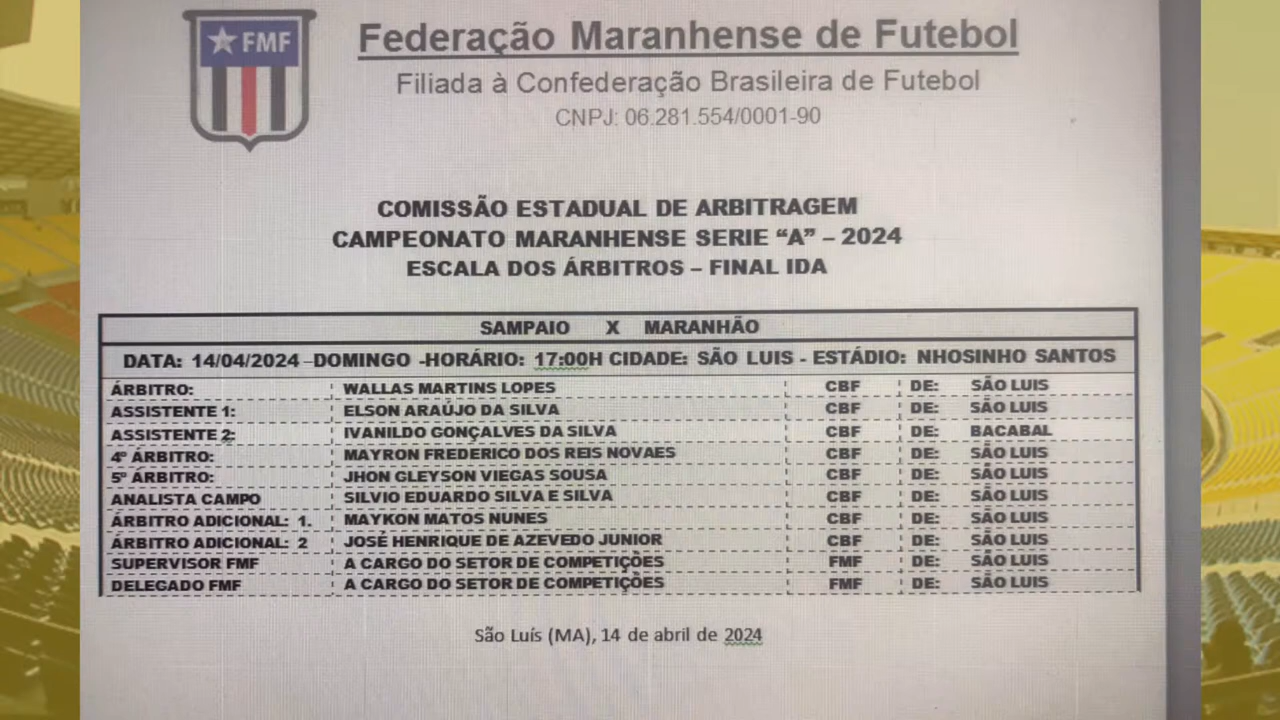 FMF
Federação Maranhense de Futebol
Filiada à Confederação Brasileira de Futebol
CNPJ: 06.281.554/0001-90
COMISSÃO ESTADUAL DE ARBITRAGEM
CAMPEONATO MARANHENSE SERIE “A” – 2024
ESCALA DOS ÁRBITROS – FINAL IDA
SAMPAIO X MARANHÃO
DATA: 14/04/2024 –DOMINGO -HORÁRIO: 17:00H CIDADE: SÃO LUIS - ESTÁDIO: NHOSINHO SANTOS
ÁRBITRO: WALLAS MARTINS LOPES CBF DE: SÃO LUIS
ASSISTENTE 1: ELSON ARAÚJO DA SILVA CBF DE: SÃO LUIS
ASSISTENTE 2: IVANILDO GONÇALVES DA SILVA CBF DE: BACABAL
4º ÁRBITRO: MAYRON FREDERICO DOS REIS NOVAES CBF DE: SÃO LUIS
5º ÁRBITRO: JHON GLEYSON VIEGAS SOUSA CBF DE: SÃO LUIS
ANALISTA CAMPO SILVIO EDUARDO SILVA E SILVA CBF DE: SÃO LUIS
ÁRBITRO ADICIONAL: 1. MAYKON MATOS NUNES CBF DE: SÃO LUIS
ÁRBITRO ADICIONAL: 2 JOSÉ HENRIQUE DE AZEVEDO JUNIOR CBF DE: SÃO LUIS
SUPERVISOR FMF A CARGO DO SETOR DE COMPETIÇÕES FMF DE: SÃO LUIS
DELEGADO FMF A CARGO DO SETOR DE COMPETIÇÕES FMF DE: SÃO LUIS
São Luís (MA), 14 de abril de 2024